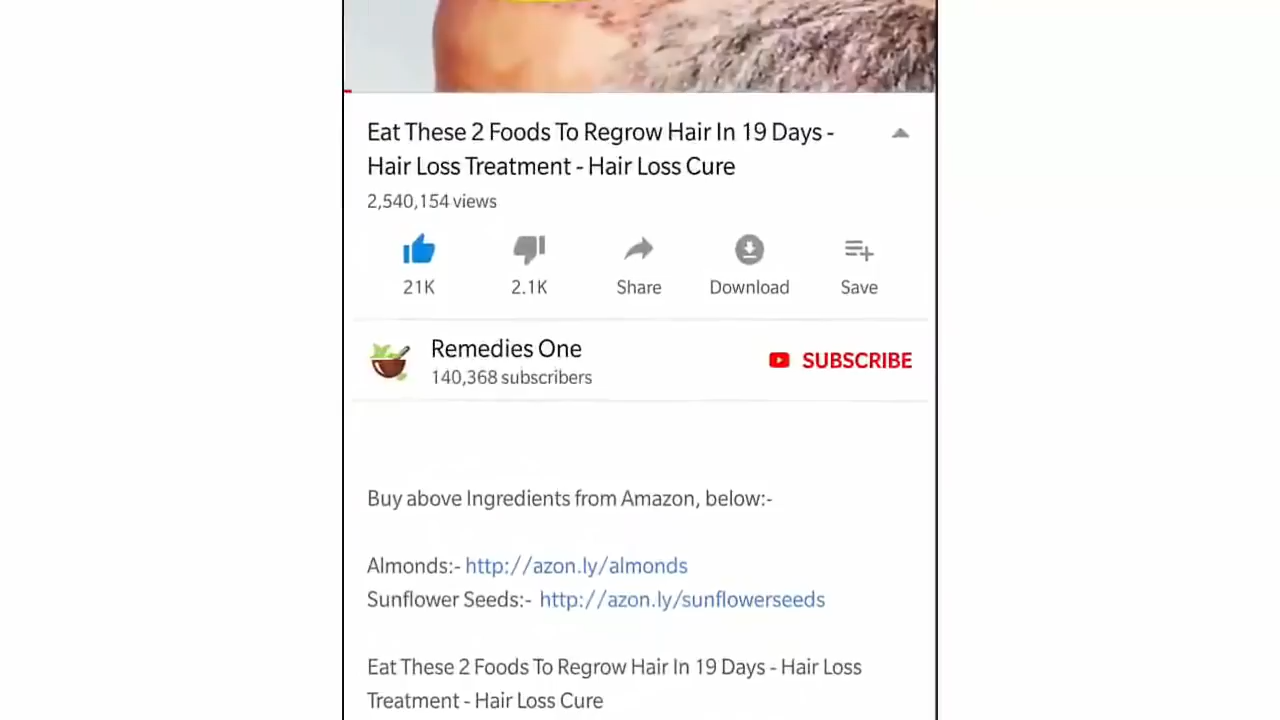 Eat These 2 Foods To Regrow Hair In 19 Days -
Hair Loss Treatment - Hair Loss Cure
2,540,154 views
21K
2.1K
Share
Download
Save
Remedies One
140,368 subscribers
SUBSCRIBE
Buy above Ingredients from Amazon, below:-
Almonds:- http://azon.ly/almonds
Sunflower Seeds:- http://azon.ly/sunflowerseeds
Eat These 2 Foods To Regrow Hair In 19 Days - Hair Loss
Treatment - Hair Loss Cure